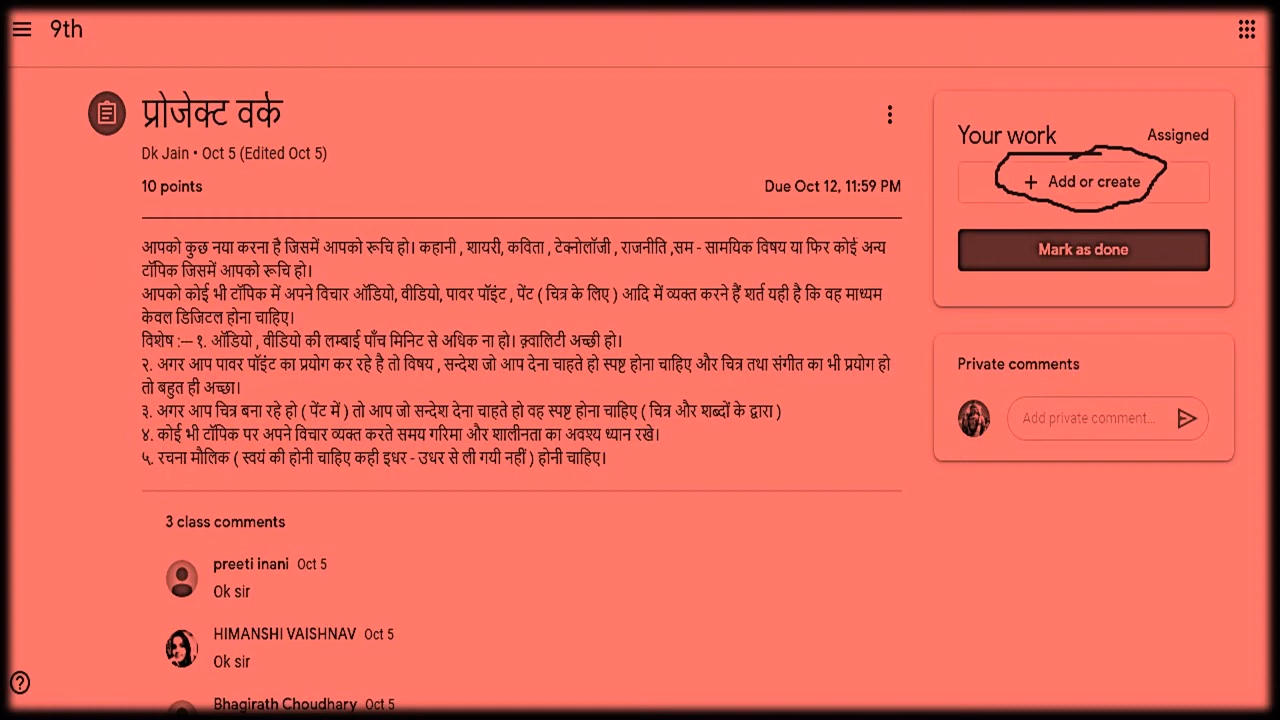 9th
प्रोजेक्ट वर्क
Dk Jain • Oct 5 (Edited Oct 5)
10 points
Due Oct 12, 11:59 PM
आपको कुछ नया करना है जिसमें आपको रूचि हो। कहानी , शायरी, कविता , टेक्नोलॉजी , राजनीति ,सम - सामयिक विषय या फिर कोई अन्य
टॉपिक जिसमें आपको रूचि हो।
आपको कोई भी टॉपिक में अपने विचार ऑडियो, वीडियो, पावर पॉइंट , पेंट ( चित्र के लिए ) आदि में व्यक्त करने हैं शर्त यही है कि वह माध्यम
केवल डिजिटल होना चाहिए।
विशेष :— १. ऑडियो , वीडियो की लम्बाई पाँच मिनिट से अधिक ना हो। क़्वालिटी अच्छी हो।
२. अगर आप पावर पॉइंट का प्रयोग कर रहे है तो विषय , सन्देश जो आप देना चाहते हो स्पष्ट होना चाहिए और चित्र तथा संगीत का भी प्रयोग हो
तो बहुत ही अच्छा।
३. अगर आप चित्र बना रहे हो ( पेंट में ) तो आप जो सन्देश देना चाहते हो वह स्पष्ट होना चाहिए ( चित्र और शब्दों के द्वारा )
४. कोई भी टॉपिक पर अपने विचार व्यक्त करते समय गरिमा और शालीनता का अवश्य ध्यान रखे।
५. रचना मौलिक ( स्वयं की होनी चाहिए कही इधर - उधर से ली गयी नहीं ) होनी चाहिए।
3 class comments
preeti inani Oct 5
Ok sir
HIMANSHI VAISHNAV Oct 5
Ok sir
Bhagirath Choudhary Oct 5
Your work
Assigned
+ Add or create
Mark as done
Private comments
Add private comment...